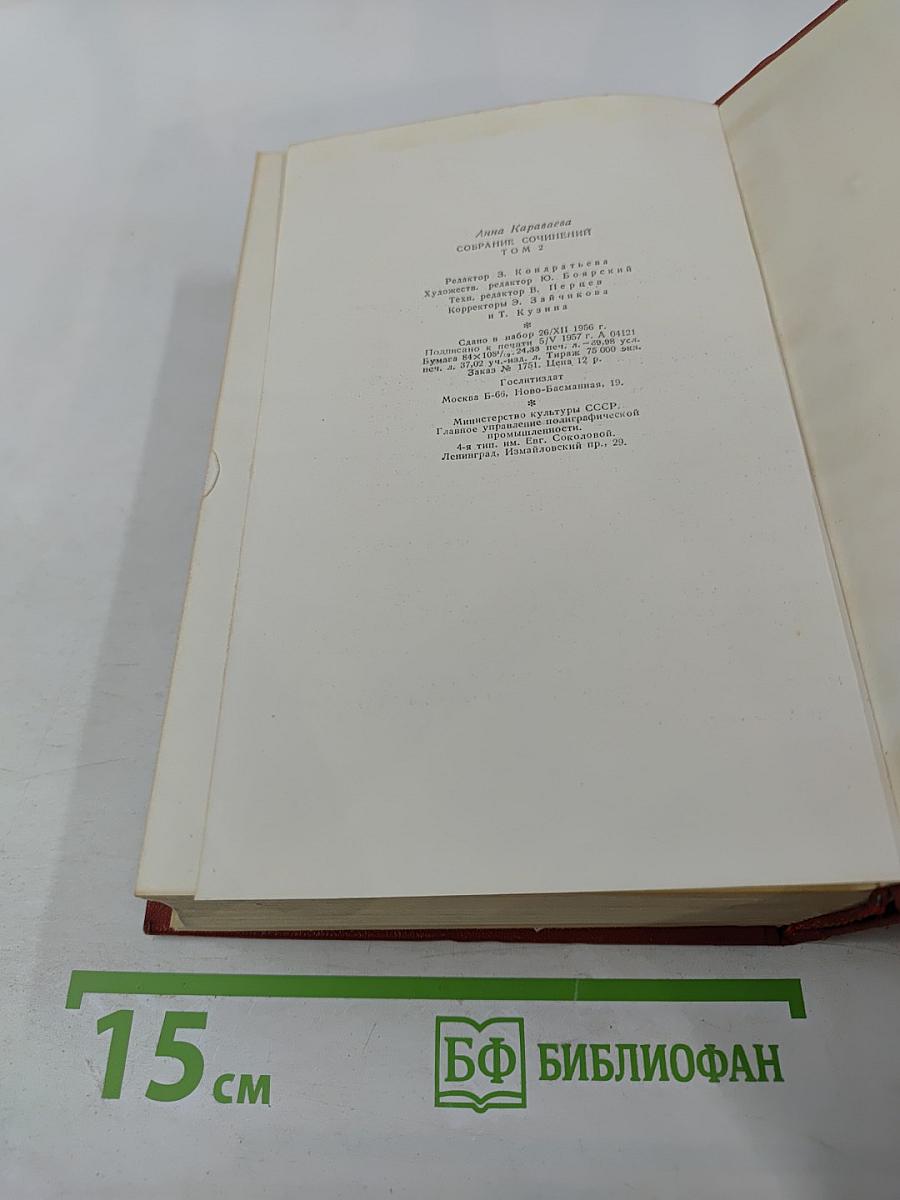 Анна Караваева
СОБРАНИЕ СОЧИНЕНИЙ
ТОМ 2
Редактор З. Кондратьева
Художеств. редактор Ю. Боярский
Техн. редактор В. Перцев
Корректоры Э. Зайчикова
и Т. Кузина
*
Сдано в набор 26/XII 1956 г.
Подписано к печати 5/V 1957 г. А 04121
Бумага 84×108¹/₃₂-24,33 печ. л.—39,98 усл.
печ. л. 37,02 уч.-изд. л. Тираж 75 000 экз.
Заказ № 1751. Цена 12 р.
Гослитиздат
Москва Б-66, Ново-Басманная, 19.
*
Министерство культуры СССР.
Главное управление полиграфической
промышленности.
4-я тип. им. Евг. Соколовой.
Ленинград, Измайловский пр., 29.
15 см
БФ БИБЛИОФАН